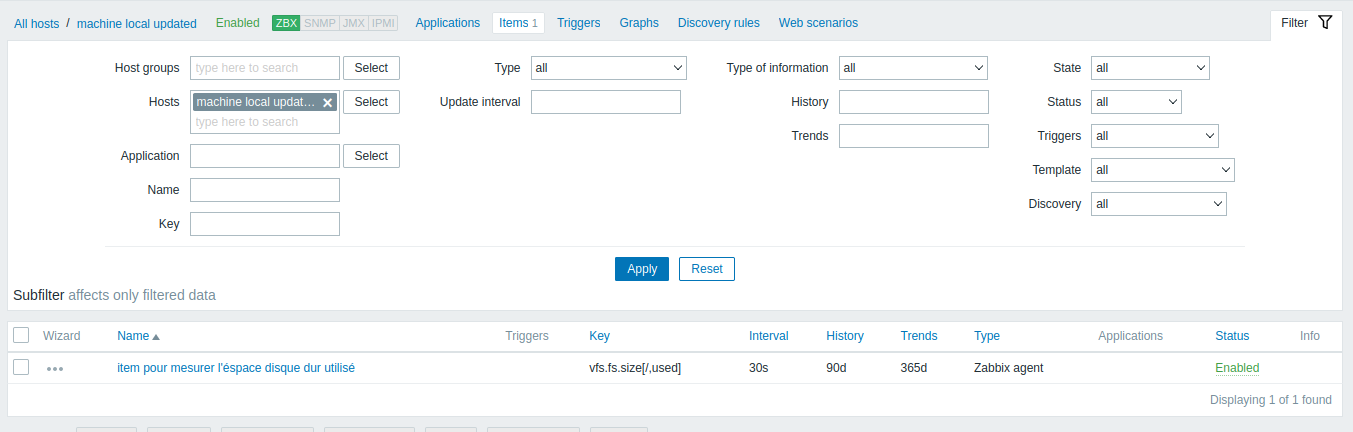 All hosts / machine local updated Enabled ZBX SNMP JMX IPMI Applications Items 1 Triggers Graphs Discovery rules Web scenarios Filter
Host groups type here to search Select Type all Type of information all State all
Hosts machine local updat... Select Update interval History Status all
type here to search
Trends Triggers all
Application Select
Template all
Name
Discovery all
Key
Apply Reset
Subfilter affects only filtered data
Wizard Name Triggers Key Interval History Trends Type Applications Status Info
item pour mesurer l'éspace disque dur utilisé vfs.fs.size[/,used] 30s 90d 365d Zabbix agent Enabled
Displaying 1 of 1 found